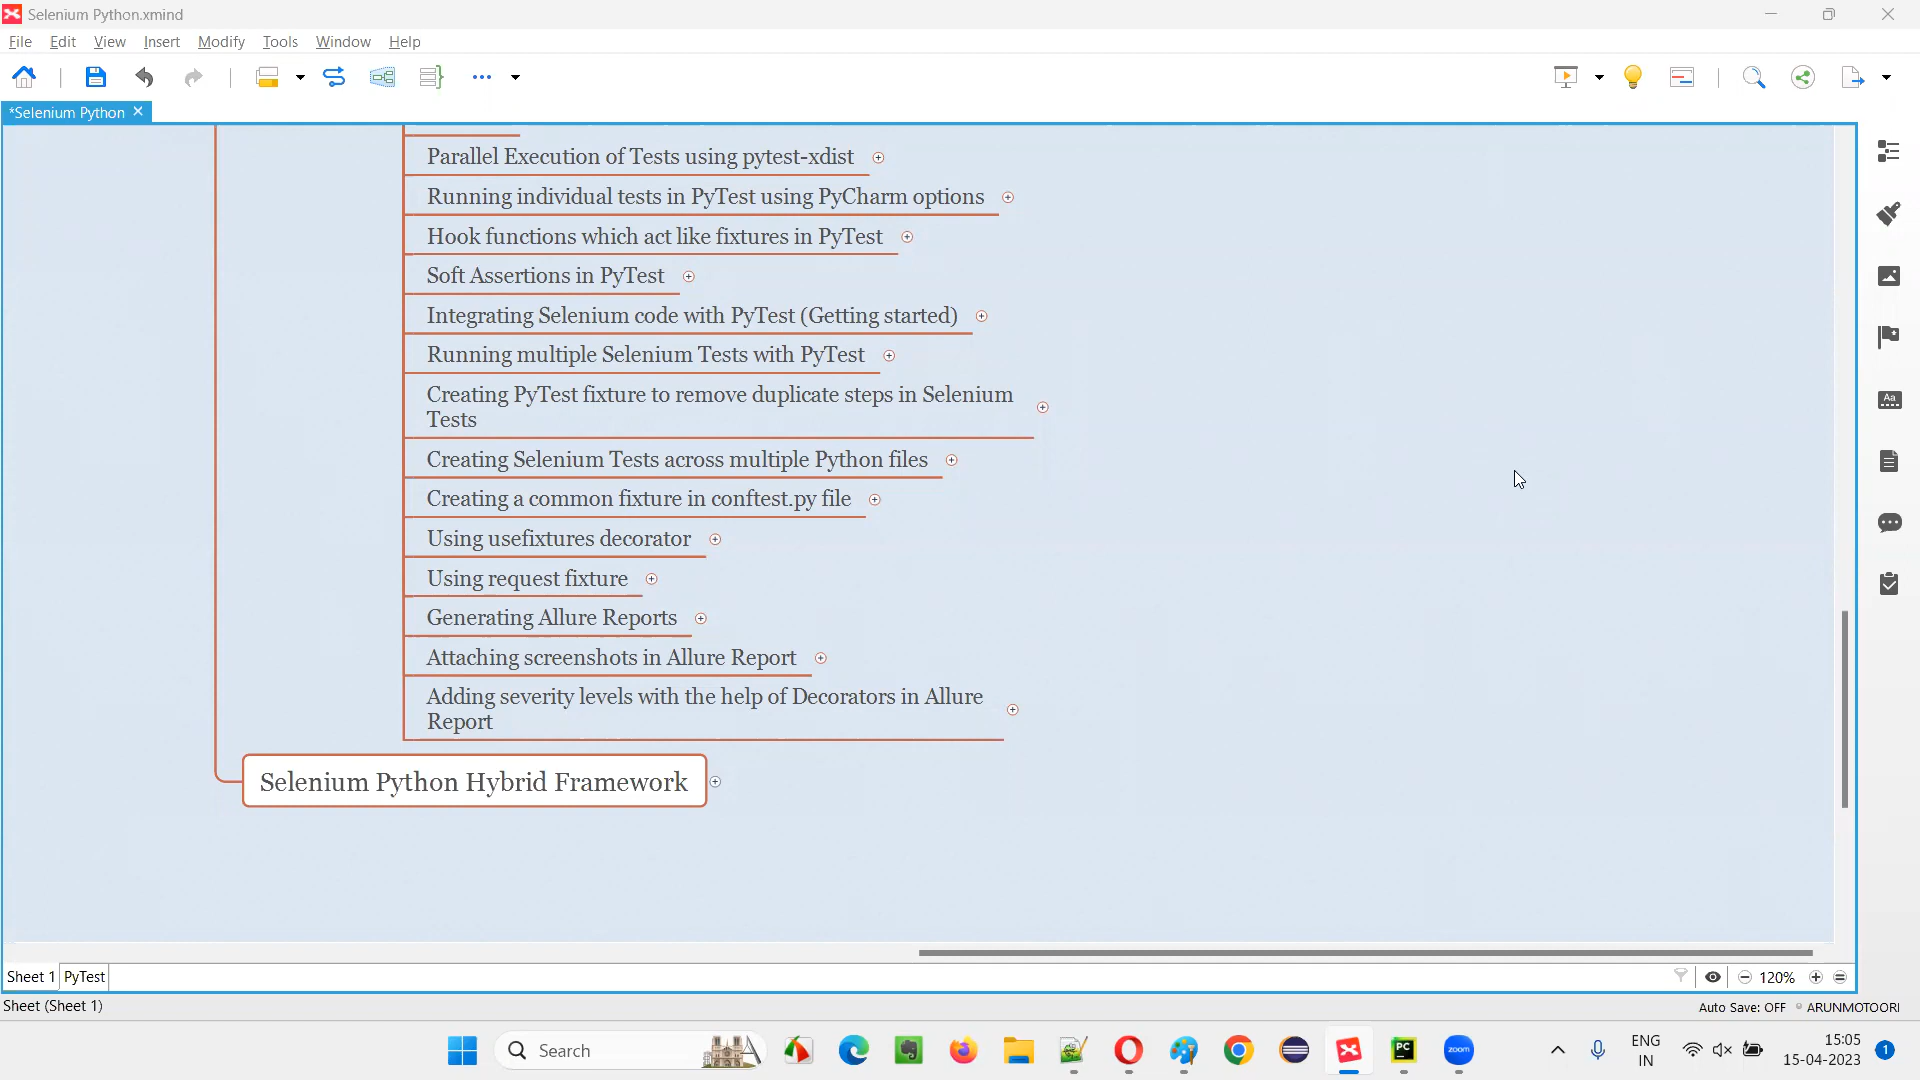 Selenium Python.xmind
File Edit View Insert Modify Tools Window Help
*Selenium Python
Parallel Execution of Tests using pytest-xdist
Running individual tests in PyTest using PyCharm options
Hook functions which act like fixtures in PyTest
Soft Assertions in PyTest
Integrating Selenium code with PyTest (Getting started)
Running multiple Selenium Tests with PyTest
Creating PyTest fixture to remove duplicate steps in Selenium
Tests
Creating Selenium Tests across multiple Python files
Creating a common fixture in conftest.py file
Using usefixtures decorator
Using request fixture
Generating Allure Reports
Attaching screenshots in Allure Report
Adding severity levels with the help of Decorators in Allure
Report
Selenium Python Hybrid Framework
Aa
Sheet 1 PyTest
120%
Sheet (Sheet 1)
Auto Save: OFF ARUNMOTOORI
Search
PC
zoom
ENG
IN
15:05
15-04-2023
1